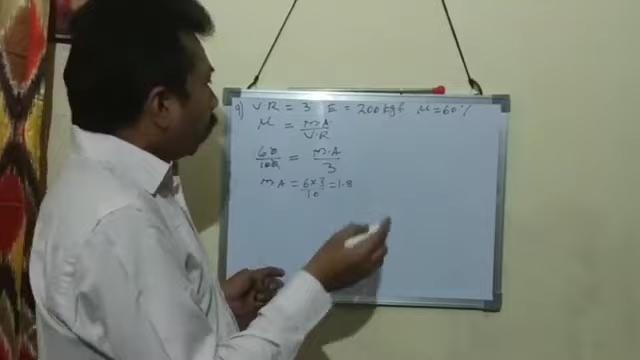 9) V.R = 3 E = 200 kgf μ = 60%
μ = M.A / V.R
60 / 100 = M.A / 3
M A = 6 × 3 / 10 = 1.8